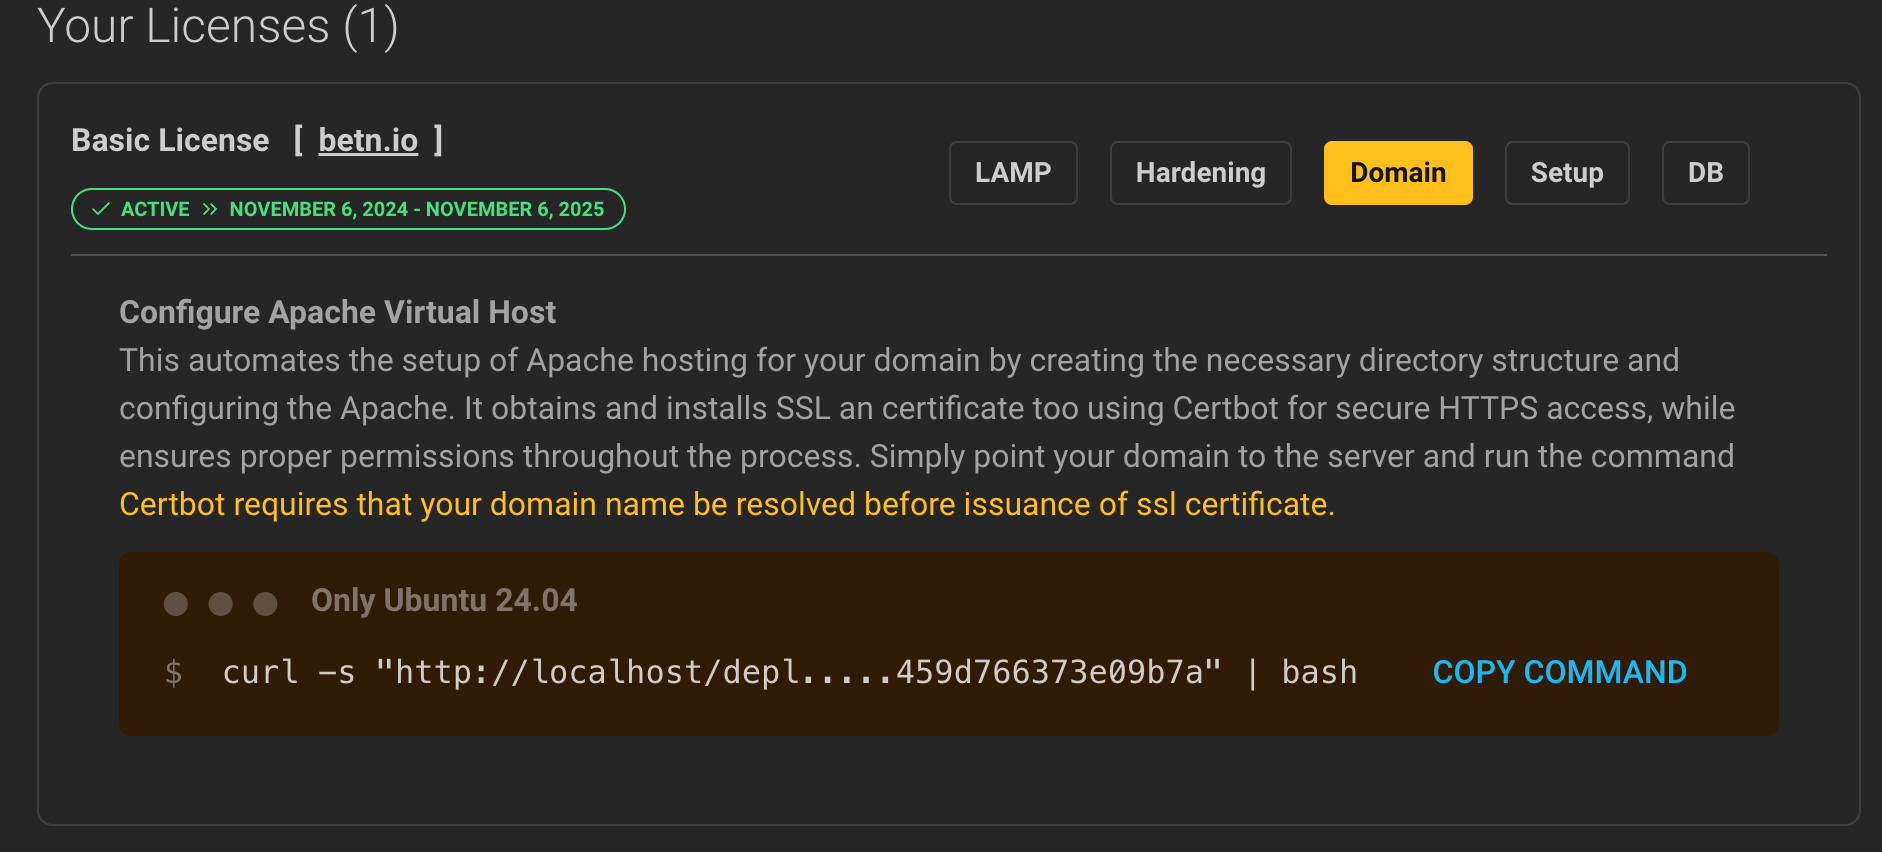 Your Licenses (1)
Basic License [ betn.io ]
LAMP Hardening Domain Setup DB
ACTIVE » NOVEMBER 6, 2024 - NOVEMBER 6, 2025
Configure Apache Virtual Host
This automates the setup of Apache hosting for your domain by creating the necessary directory structure and
configuring the Apache. It obtains and installs SSL an certificate too using Certbot for secure HTTPS access, while
ensures proper permissions throughout the process. Simply point your domain to the server and run the command
Certbot requires that your domain name be resolved before issuance of ssl certificate.
Only Ubuntu 24.04
$ curl -s "http://localhost/depl.....459d766373e09b7a" | bash COPY COMMAND